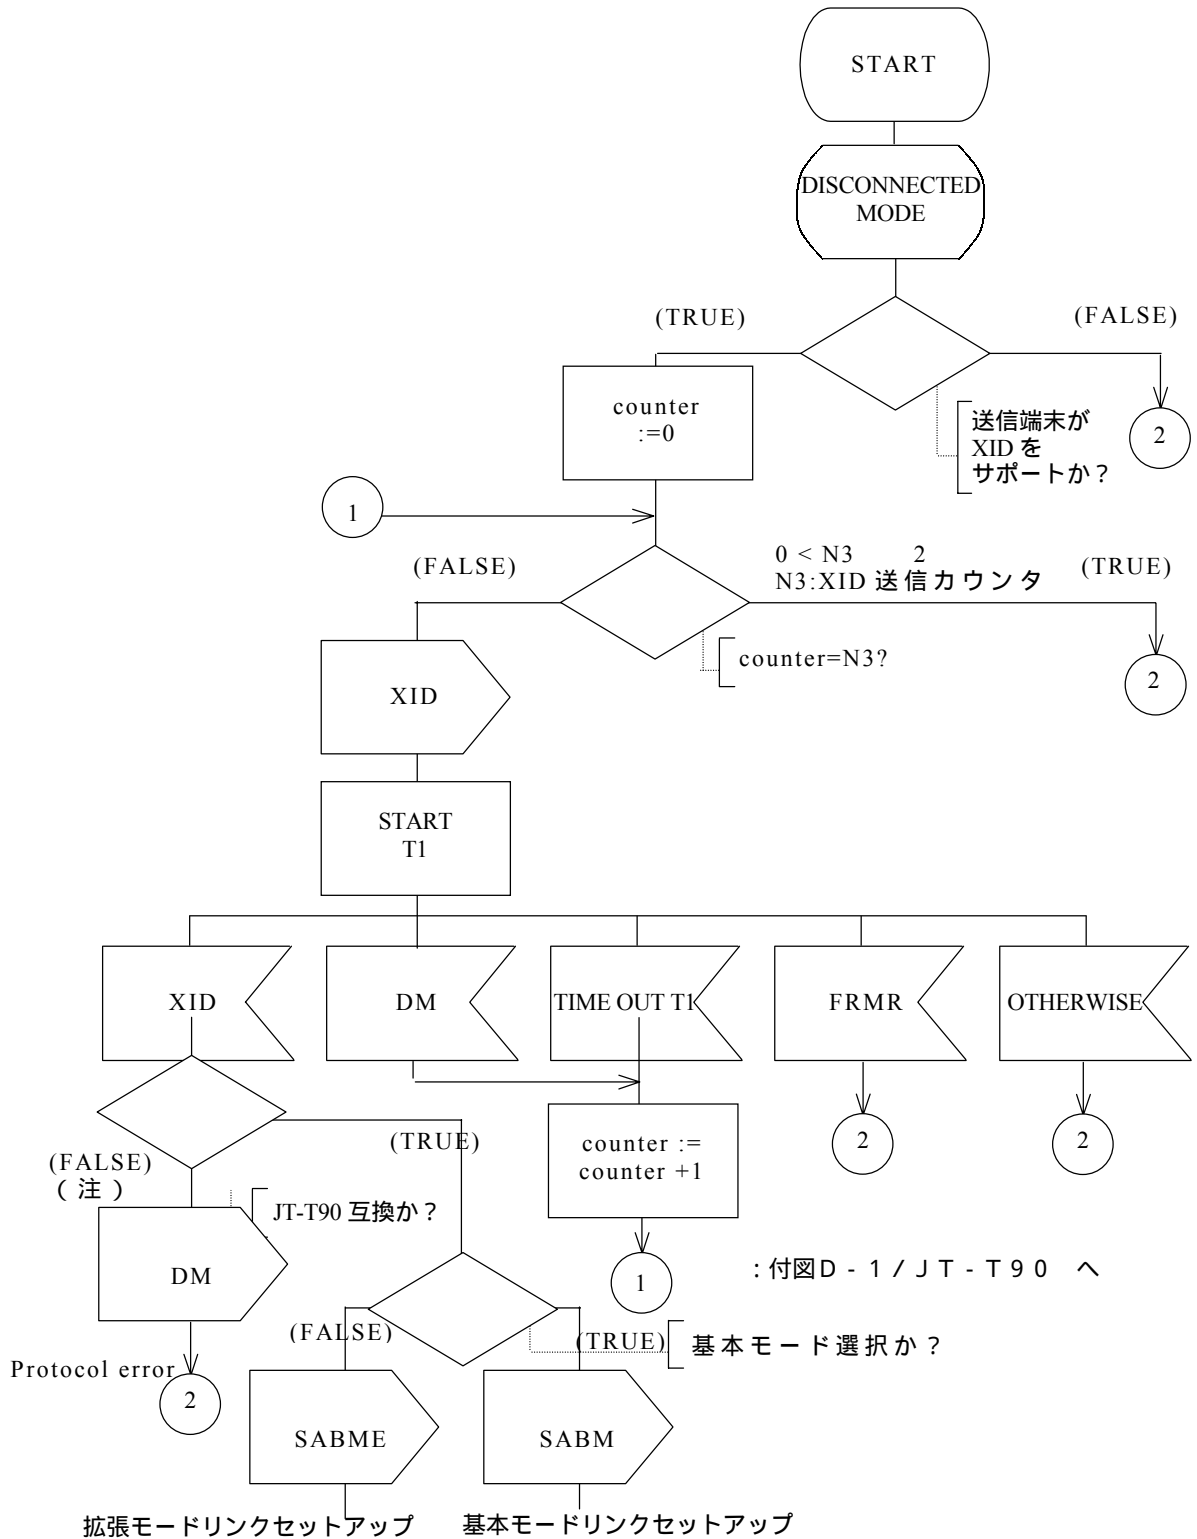 START
DISCONNECTED
MODE
(TRUE)
(FALSE)
counter
:=0
送信端末が
XID を
サポートか？
2
1
(FALSE)
0 < N3 2
N3:XID 送信カウンタ
(TRUE)
counter=N3?
2
XID
START
T1
XID
DM
TIME OUT T1
FRMR
OTHERWISE
(FALSE)
（注）
(TRUE)
counter :=
counter +1
2
2
JT-T90 互換か？
DM
1
：付図Ｄ‐１／ＪＴ‐Ｔ９０ へ
(FALSE)
(TRUE)
基本モード選択か？
Protocol error
2
SABME
SABM
拡張モードリンクセットアップ
基本モードリンクセットアップ